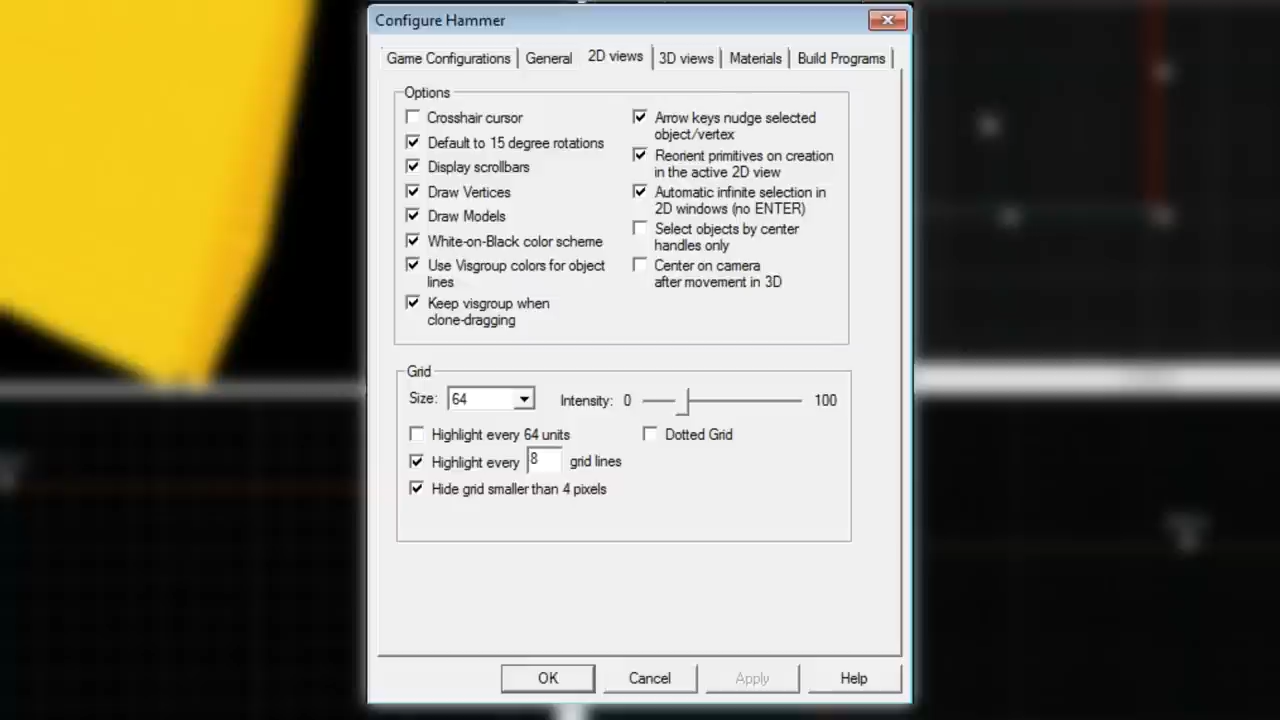 Configure Hammer
Game Configurations
General
2D views
3D views
Materials
Build Programs
Options
Crosshair cursor
Default to 15 degree rotations
Display scrollbars
Draw Vertices
Draw Models
White-on-Black color scheme
Use Visgroup colors for object
lines
Keep visgroup when
clone-dragging
Arrow keys nudge selected
object/vertex
Reorient primitives on creation
in the active 2D view
Automatic infinite selection in
2D windows (no ENTER)
Select objects by center
handles only
Center on camera
after movement in 3D
Grid
Size: 64 Intensity: 0 100
Highlight every 64 units Dotted Grid
Highlight every 8 grid lines
Hide grid smaller than 4 pixels
OK Cancel Apply Help